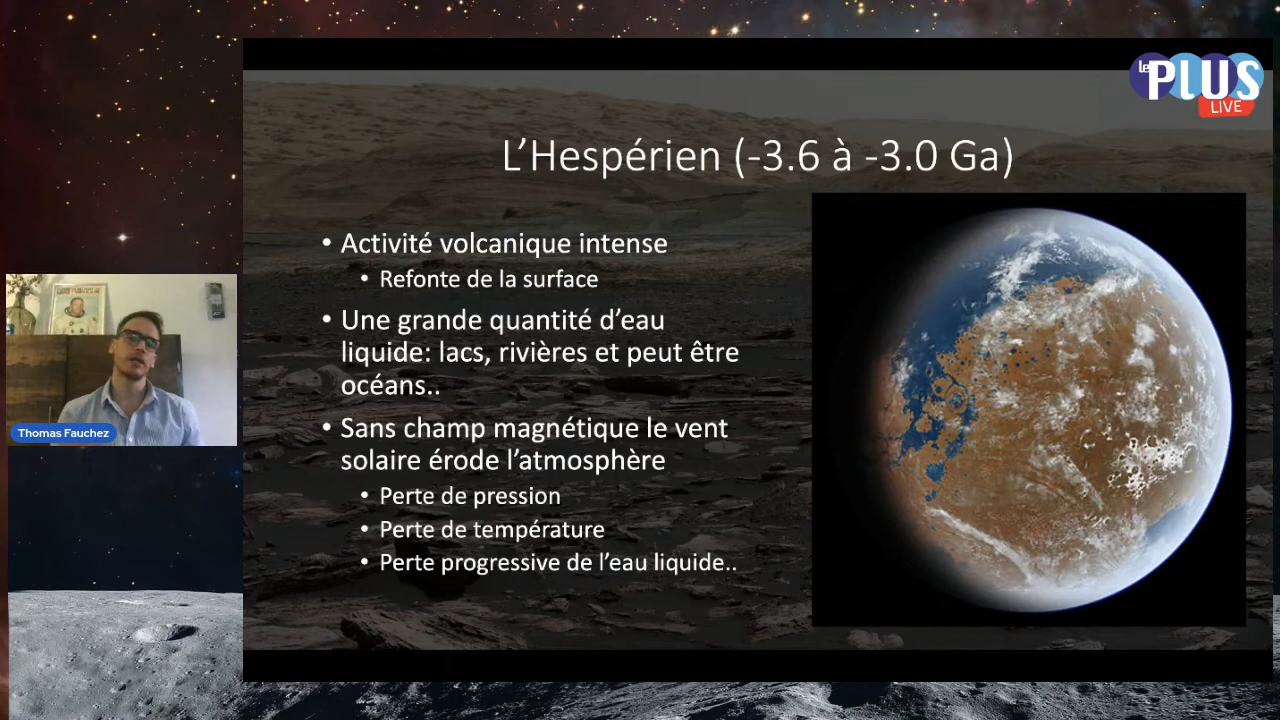 le PLUS
LIVE
L'Hespérien (-3.6 à -3.0 Ga)
• Activité volcanique intense
• Refonte de la surface
• Une grande quantité d'eau
liquide: lacs, rivières et peut être
océans..
• Sans champ magnétique le vent
solaire érode l'atmosphère
• Perte de pression
• Perte de température
• Perte progressive de l'eau liquide..
Thomas Fauchez